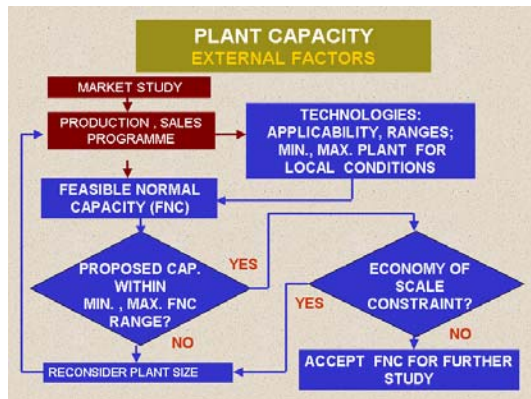 PLANT CAPACITY
EXTERNAL FACTORS
MARKET STUDY
PRODUCTION , SALES
PROGRAMME
TECHNOLOGIES:
APPLICABILITY, RANGES;
MIN., MAX. PLANT FOR
LOCAL CONDITIONS
FEASIBLE NORMAL
CAPACITY (FNC)
PROPOSED CAP.
WITHIN
MIN. , MAX. FNC
RANGE?
YES
NO
ECONOMY OF
SCALE
CONSTRAINT?
YES
NO
RECONSIDER PLANT SIZE
ACCEPT FNC FOR FURTHER
STUDY